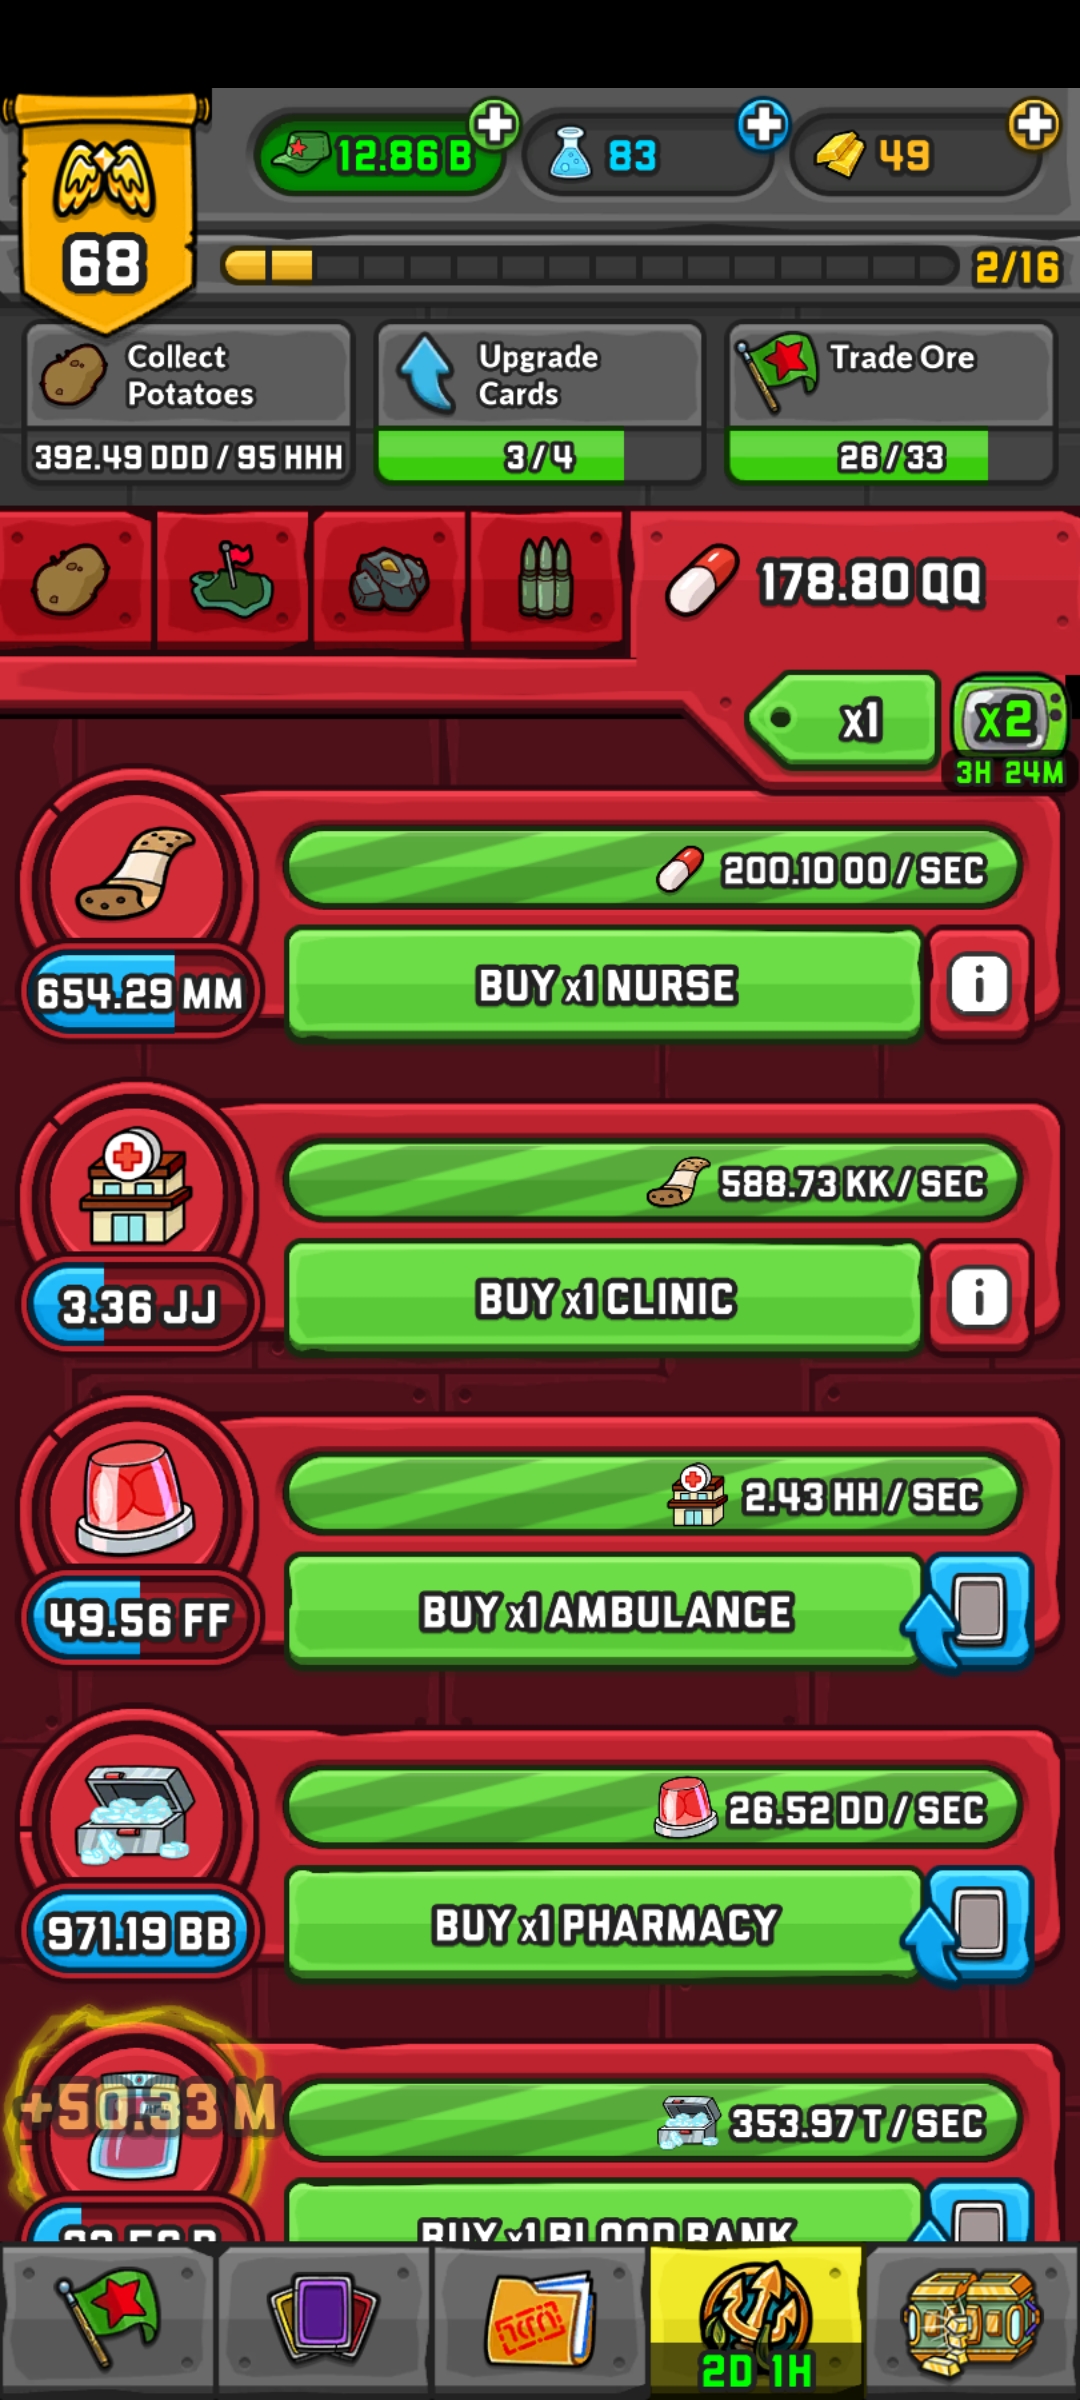 12.86 B
83
49
68
2/16
Collect
Potatoes
392.49 DDD / 95 HHH
Upgrade
Cards
3/4
Trade Ore
26/33
178.80 QQ
x1
x2
3H 24M
200.10 OO / SEC
654.29 MM
BUY x1 NURSE
i
588.73 KK / SEC
3.36 JJ
BUY x1 CLINIC
i
2.43 HH / SEC
49.56 FF
BUY x1 AMBULANCE
26.52 DD / SEC
971.19 BB
BUY x1 PHARMACY
+50.33 M
353.97 T / SEC
BUY x1 BLOOD BANK
2D 1H